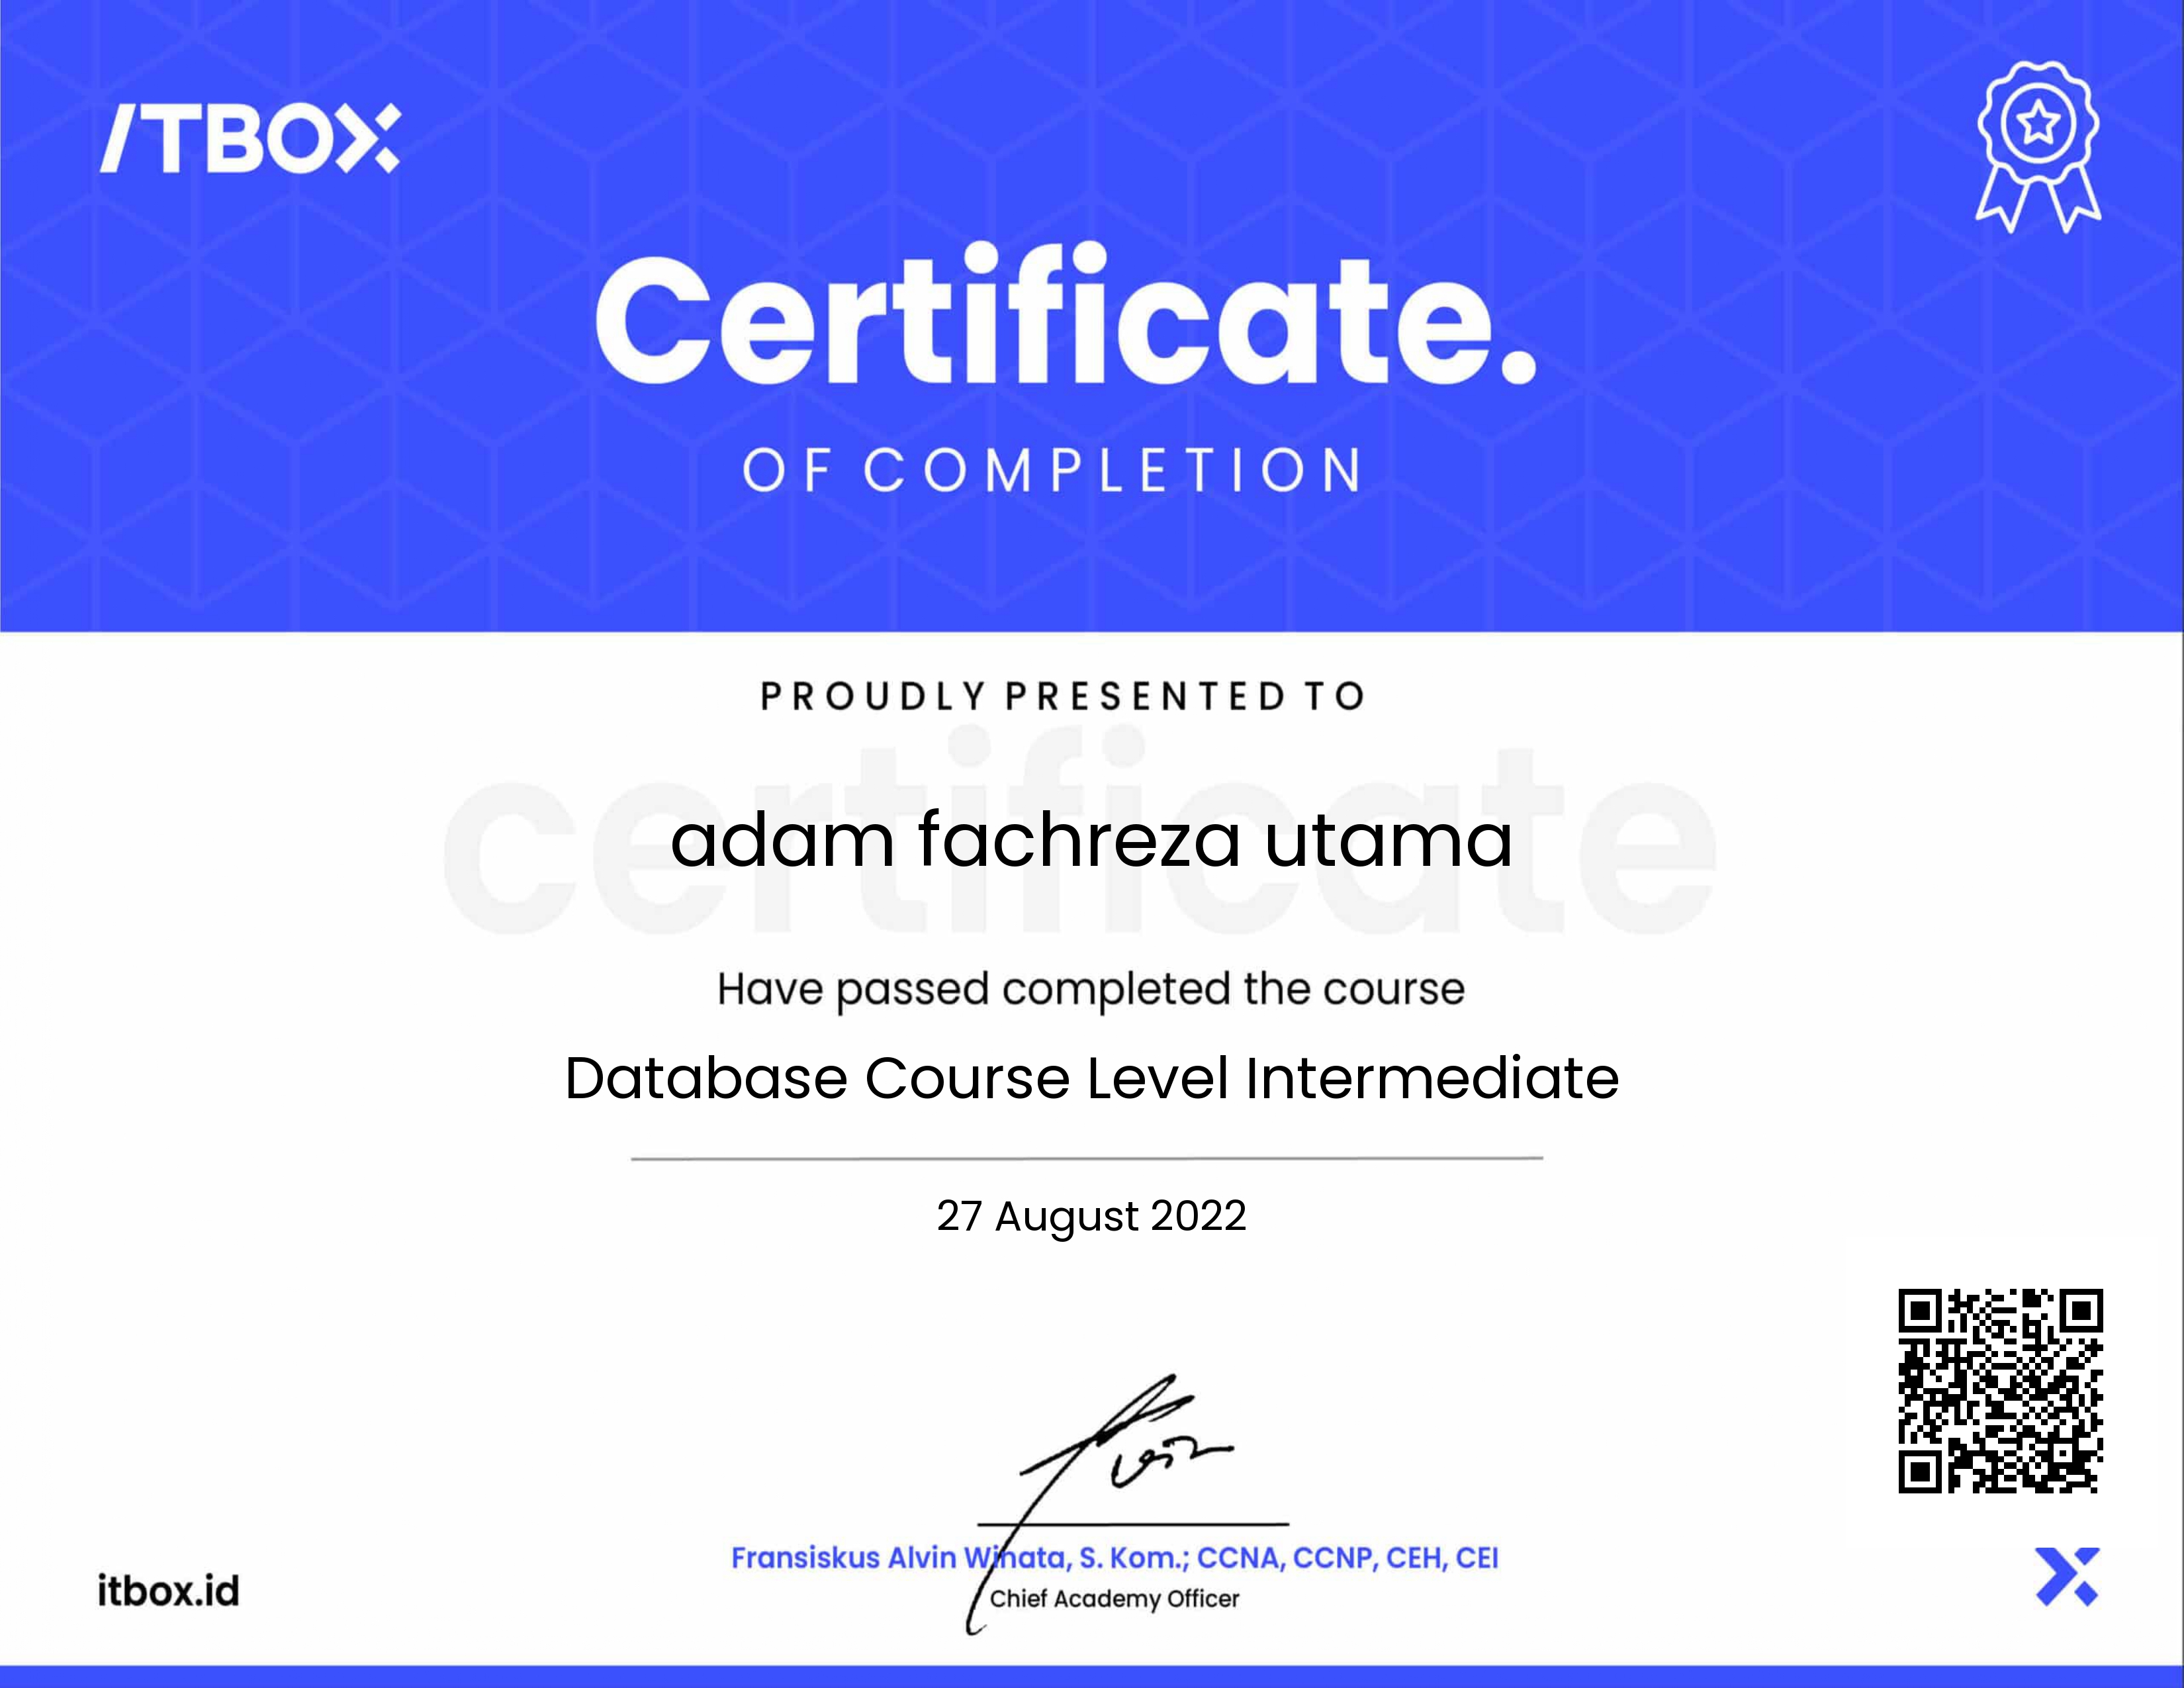 ITBOX
Certificate.
OF COMPLETION
PROUDLY PRESENTED TO
certificate
adam fachreza utama
Have passed completed the course
Database Course Level Intermediate
27 August 2022
Fransiskus Alvin Winata, S. Kom.; CCNA, CCNP, CEH, CEI
Chief Academy Officer
itbox.id